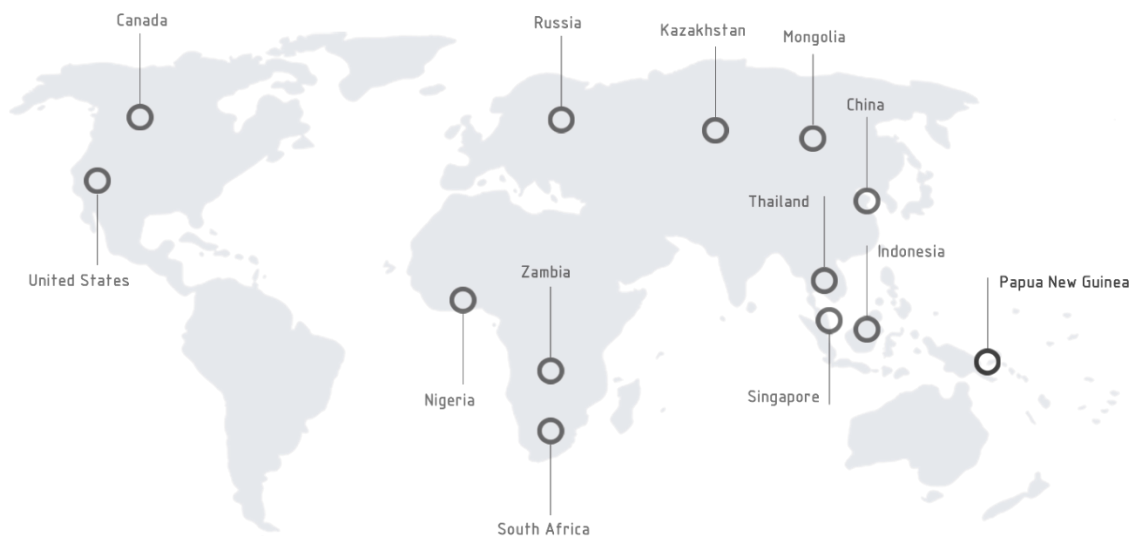 Canada
Russia
Kazakhstan
Mongolia
China
Thailand
Indonesia
Zambia
United States
Papua New Guinea
Nigeria
Singapore
South Africa